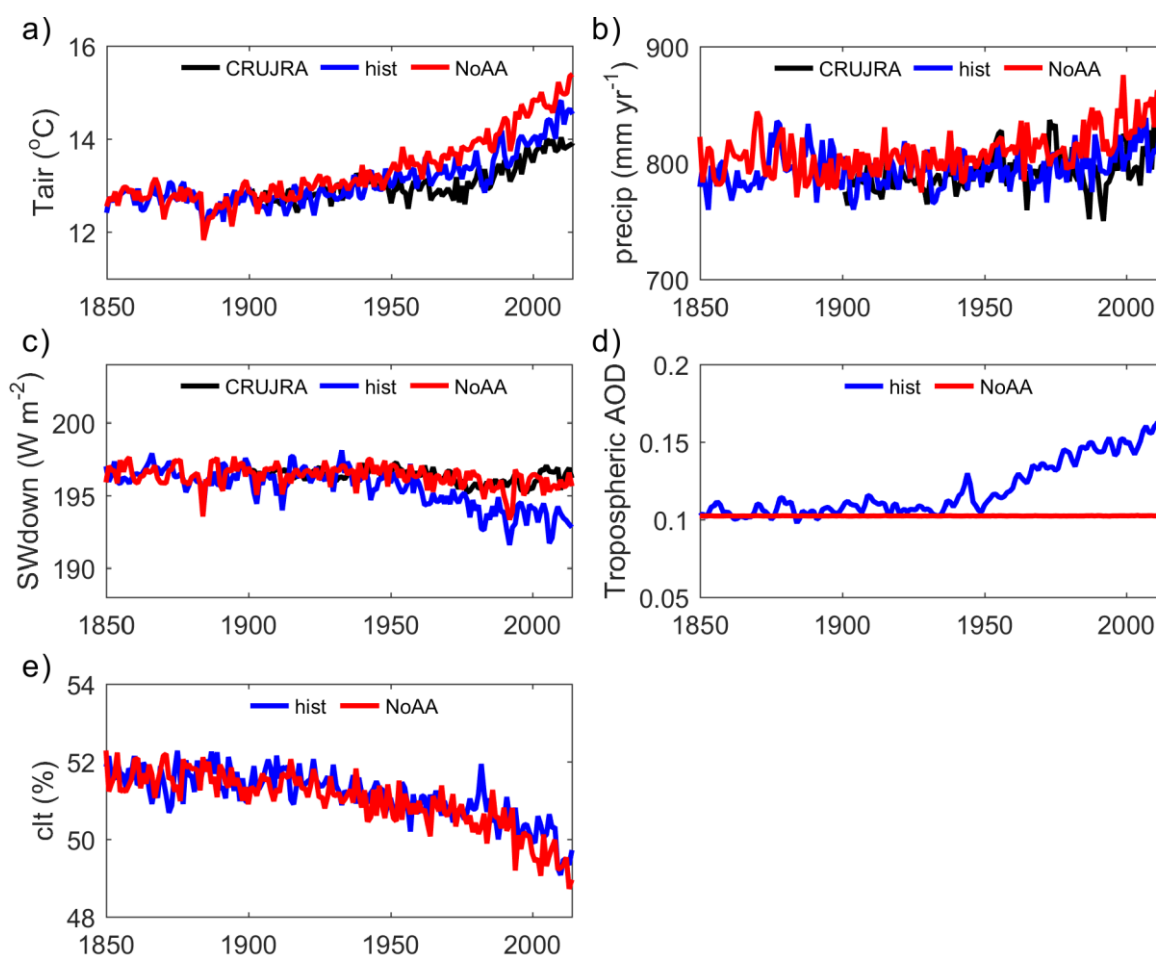 a)
16
14
12
Tair (°C)
CRUJRA hist NoAA
1850 1900 1950 2000
b)
900
800
700
precip (mm yr-1)
CRUJRA hist NoAA
1850 1900 1950 2000
c)
200
195
190
SWdown (W m-2)
CRUJRA hist NoAA
1850 1900 1950 2000
d)
0.2
0.15
0.1
0.05
Tropospheric AOD
hist NoAA
1850 1900 1950 2000
e)
54
52
50
48
clt (%)
hist NoAA
1850 1900 1950 2000